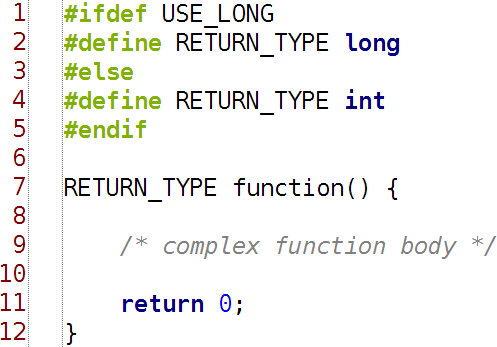 1 #ifdef USE_LONG
2 #define RETURN_TYPE long
3 #else
4 #define RETURN_TYPE int
5 #endif
6
7 RETURN_TYPE function() {
8
9     /* complex function body */
10
11     return 0;
12 }